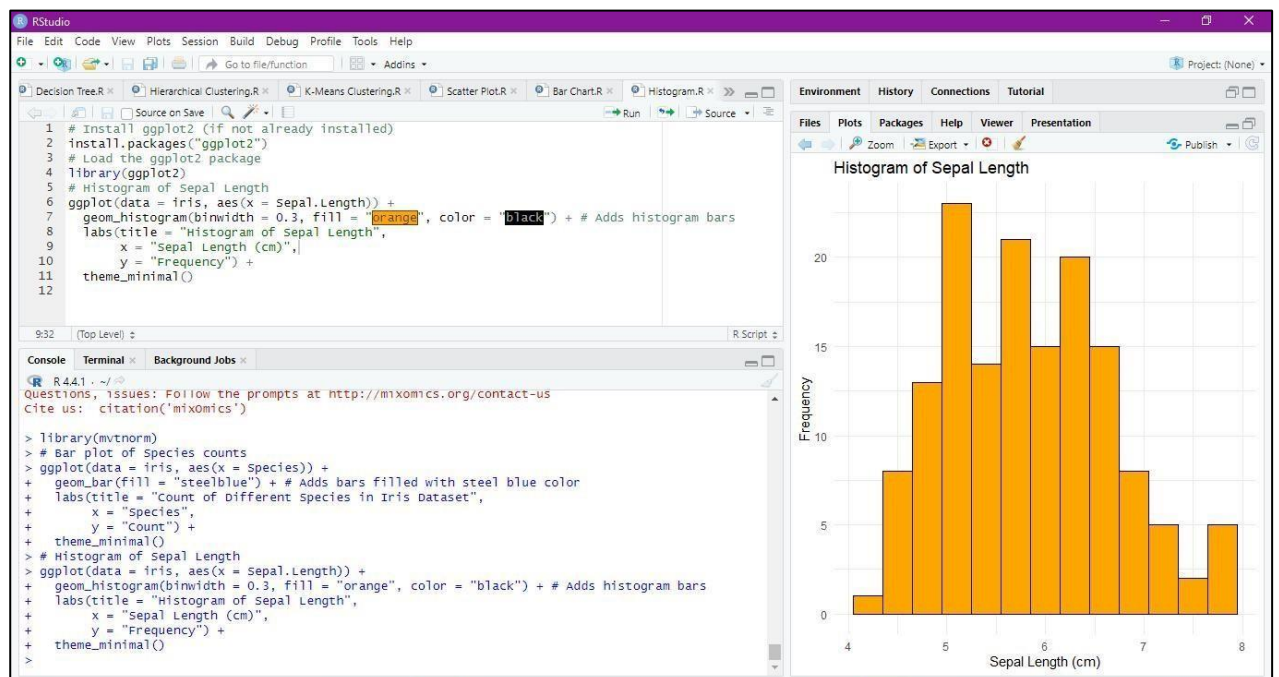 RStudio
File Edit Code View Plots Session Build Debug Profile Tools Help
Go to file/function Addins
Project: (None)
Decision Tree.R
Hierarchical Clustering.R
K-Means Clustering.R
Scatter Plot.R
Bar Chart.R
Histogram.R
Source on Save
Run
Source
1 # Install ggplot2 (if not already installed)
2 install.packages("ggplot2")
3 # Load the ggplot2 package
4 library(ggplot2)
5 # Histogram of Sepal Length
6 ggplot(data = iris, aes(x = Sepal.Length)) +
7 geom_histogram(binwidth = 0.3, fill = "orange", color = "black") + # Adds histogram bars
8 labs(title = "Histogram of Sepal Length",
9 x = "Sepal Length (cm)",
10 y = "Frequency") +
11 theme_minimal()
12
9:32 (Top Level) R Script
Console Terminal Background Jobs
R 4.4.1 · ~/
Questions, issues: Follow the prompts at http://mixomics.org/contact-us
Cite us: citation('mixOmics')
> library(mvtnorm)
> # Bar plot of Species counts
> ggplot(data = iris, aes(x = Species)) +
+ geom_bar(fill = "steelblue") + # Adds bars filled with steel blue color
+ labs(title = "Count of Different Species in Iris Dataset",
+ x = "Species",
+ y = "Count") +
+ theme_minimal()
> # Histogram of Sepal Length
> ggplot(data = iris, aes(x = Sepal.Length)) +
+ geom_histogram(binwidth = 0.3, fill = "orange", color = "black") + # Adds histogram bars
+ labs(title = "Histogram of Sepal Length",
+ x = "Sepal Length (cm)",
+ y = "Frequency") +
+ theme_minimal()
>
Environment History Connections Tutorial
Files Plots Packages Help Viewer Presentation
Zoom Export Publish
Histogram of Sepal Length
Frequency
20
15
10
5
0
4 5 6 7 8
Sepal Length (cm)